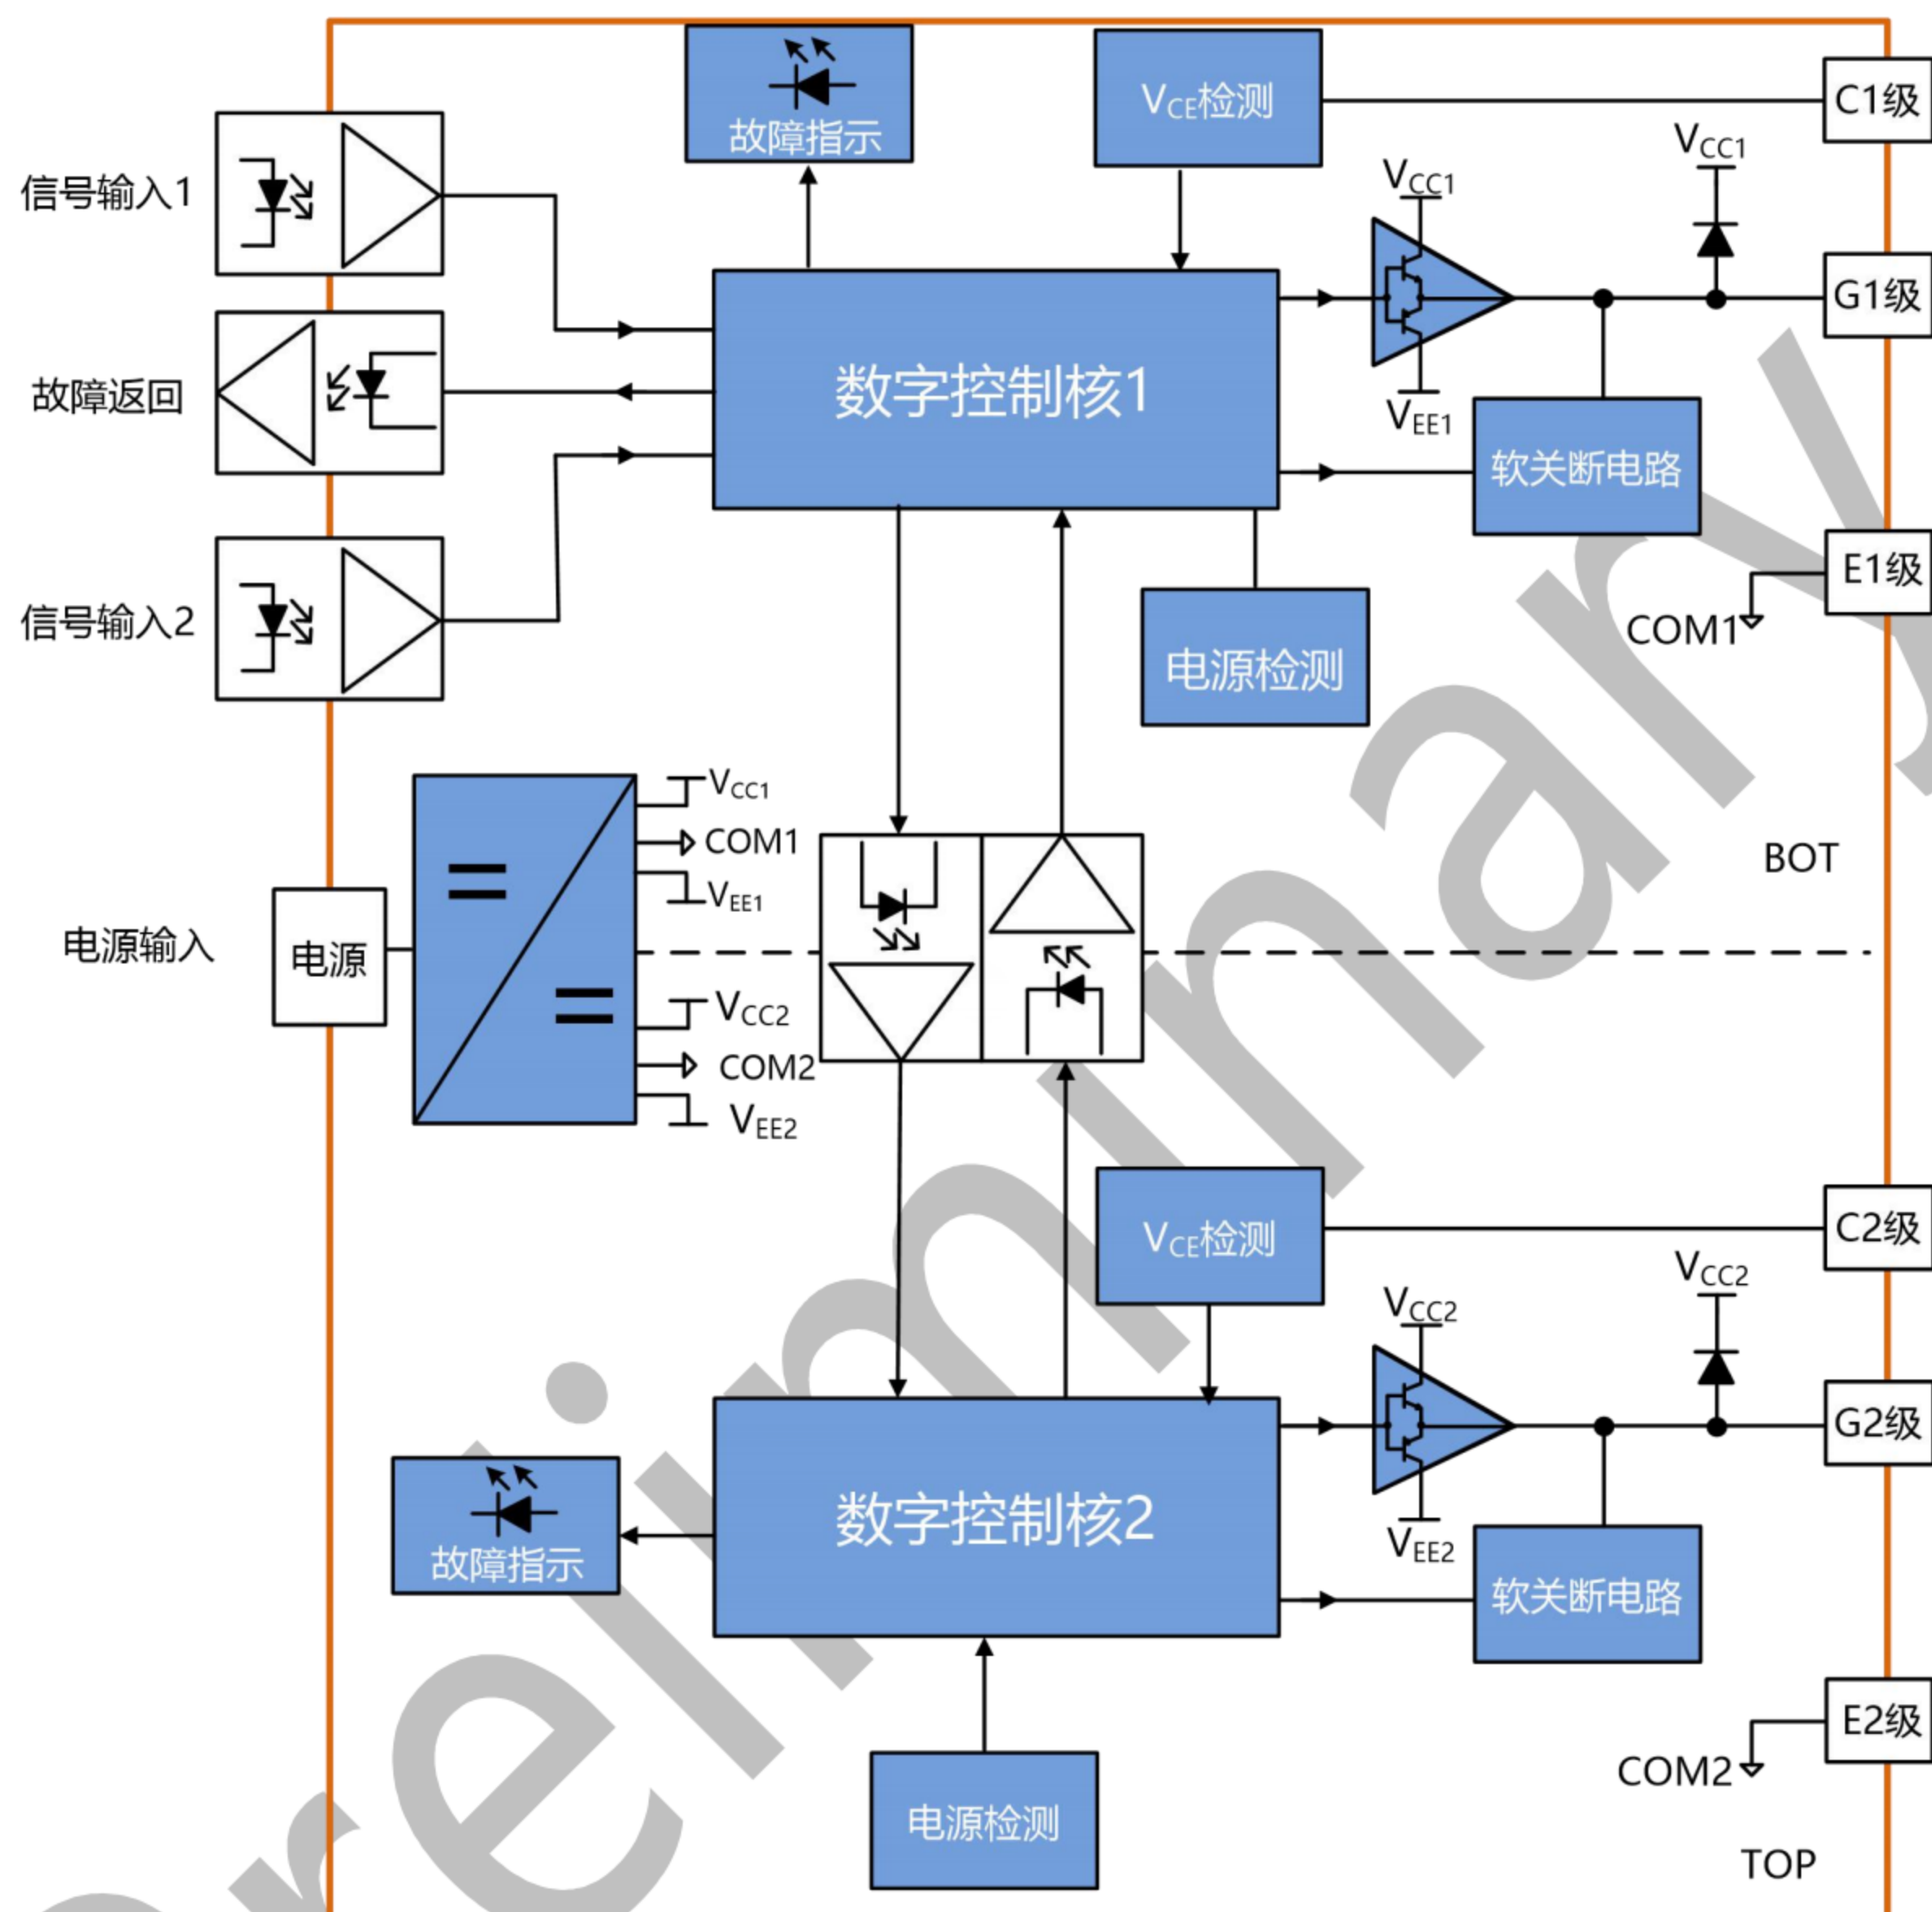 故障指示
VCE检测
C1级
VCC1
VCC1
信号输入1
G1级
数字控制核1
故障返回
VEE1
软关断电路
E1级
COM1
信号输入2
电源检测
VCC1
COM1
BOT
VEE1
电源输入
电源
VCC2
COM2
VEE2
VCE检测
C2级
VCC2
VCC2
G2级
数字控制核2
VEE2
故障指示
软关断电路
E2级
COM2
电源检测
TOP
Preliminary